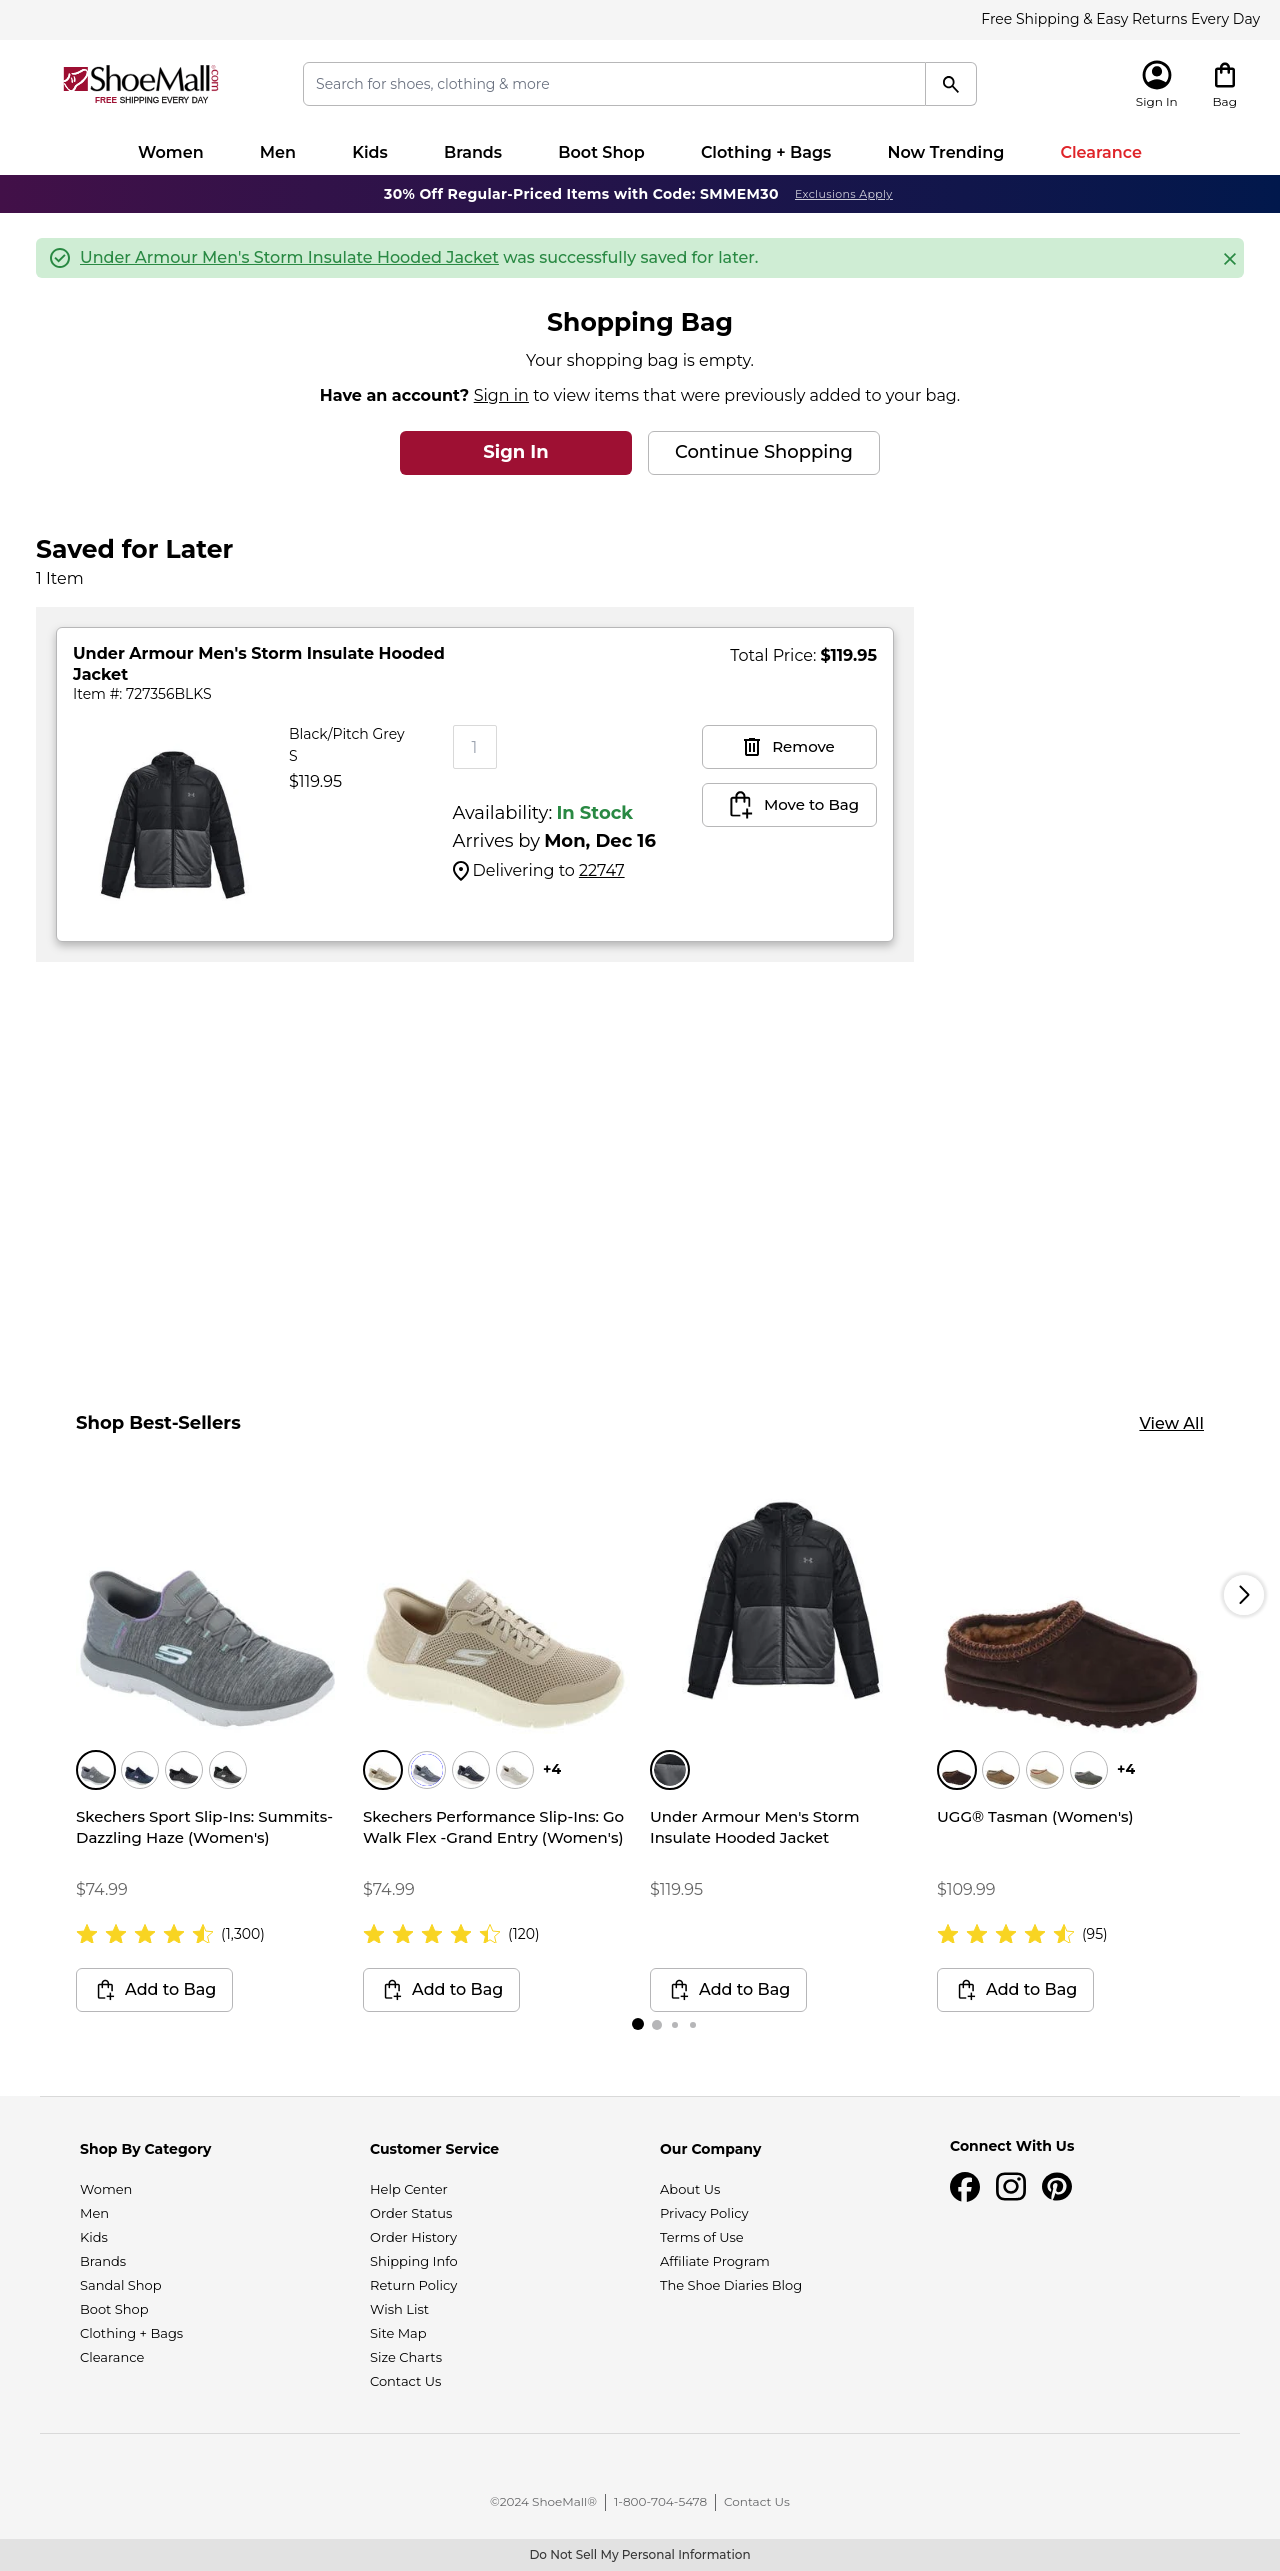 Free Shipping & Easy Returns Every Day
ShoeMall.com
FREE SHIPPING EVERY DAY
Search for shoes, clothing & more
Sign In
Bag
Women Men Kids Brands Boot Shop Clothing + Bags Now Trending Clearance
30% Off Regular-Priced Items with Code: SMMEM30 Exclusions Apply
Under Armour Men's Storm Insulate Hooded Jacket was successfully saved for later.
Shopping Bag
Your shopping bag is empty.
Have an account? Sign in to view items that were previously added to your bag.
Sign In
Continue Shopping
Saved for Later
1 Item
Under Armour Men's Storm Insulate Hooded
Jacket
Item #: 727356BLKS
Total Price: $119.95
Black/Pitch Grey
S
$119.95
1
Availability: In Stock
Arrives by Mon, Dec 16
Delivering to 22747
Remove
Move to Bag
Shop Best-Sellers
View All
Skechers Sport Slip-Ins: Summits-
Dazzling Haze (Women's)
$74.99
(1,300)
Add to Bag
+4
Skechers Performance Slip-Ins: Go
Walk Flex -Grand Entry (Women's)
$74.99
(120)
Add to Bag
Under Armour Men's Storm
Insulate Hooded Jacket
$119.95
Add to Bag
+4
UGG® Tasman (Women's)
$109.99
(95)
Add to Bag
Shop By Category
Women
Men
Kids
Brands
Sandal Shop
Boot Shop
Clothing + Bags
Clearance
Customer Service
Help Center
Order Status
Order History
Shipping Info
Return Policy
Wish List
Site Map
Size Charts
Contact Us
Our Company
About Us
Privacy Policy
Terms of Use
Affiliate Program
The Shoe Diaries Blog
Connect With Us
©2024 ShoeMall® 1-800-704-5478 Contact Us
Do Not Sell My Personal Information